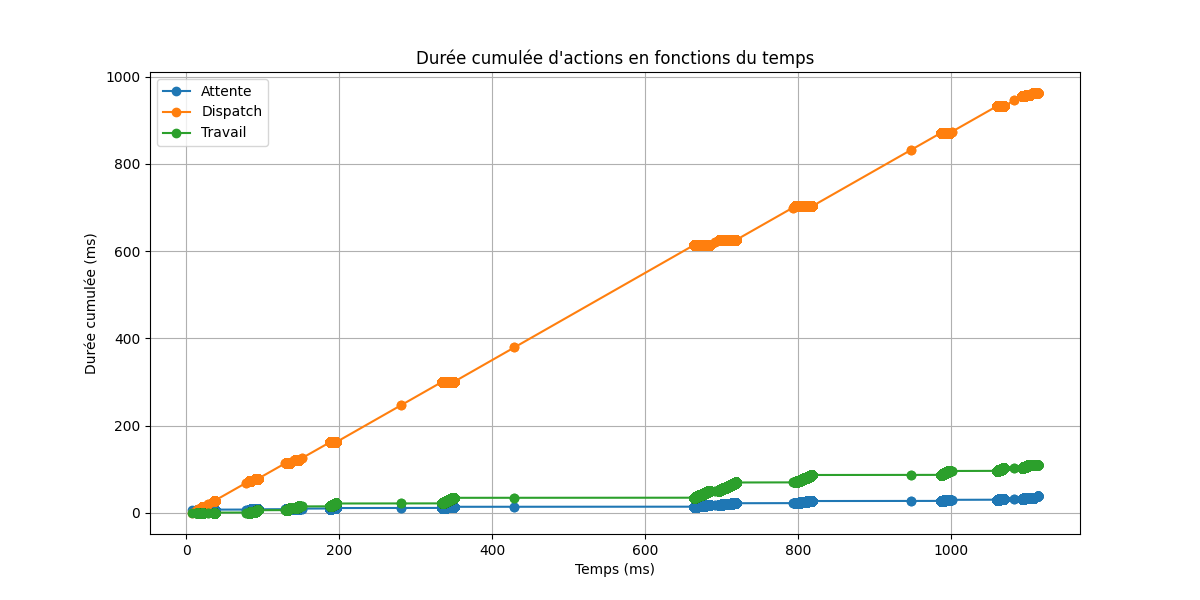 Durée cumulée d'actions en fonctions du temps
1000
800
600
400
200
0
Durée cumulée (ms)
Attente
Dispatch
Travail
0 200 400 600 800 1000
Temps (ms)